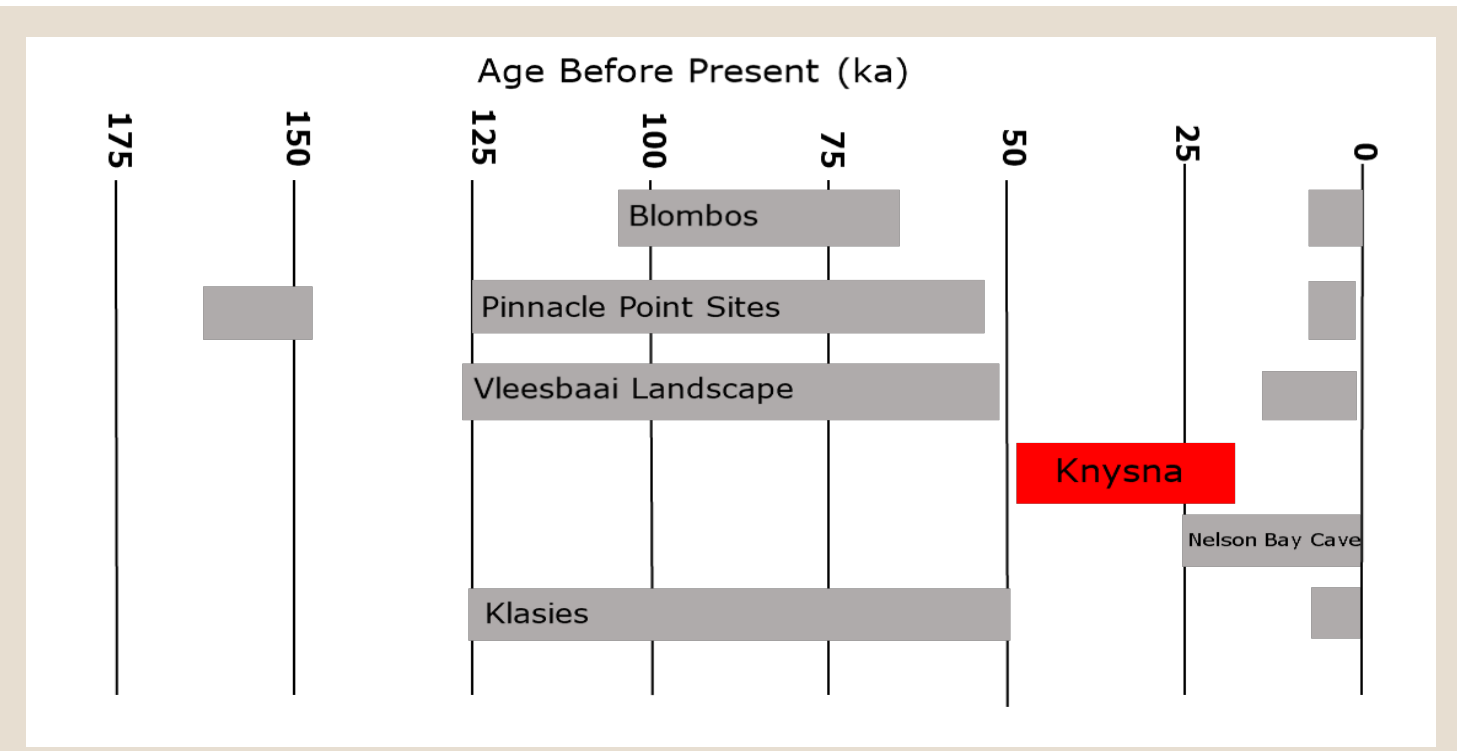 Age Before Present (ka)
175 150 125 100 75 50 25 0
Blombos
Pinnacle Point Sites
Vleesbaai Landscape
Knysna
Nelson Bay Cave
Klasies